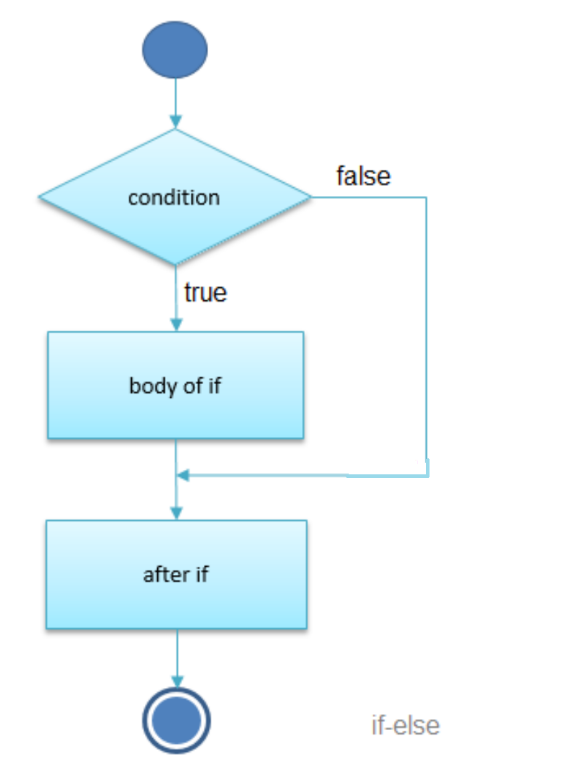 condition
false
true
body of if
after if
if-else